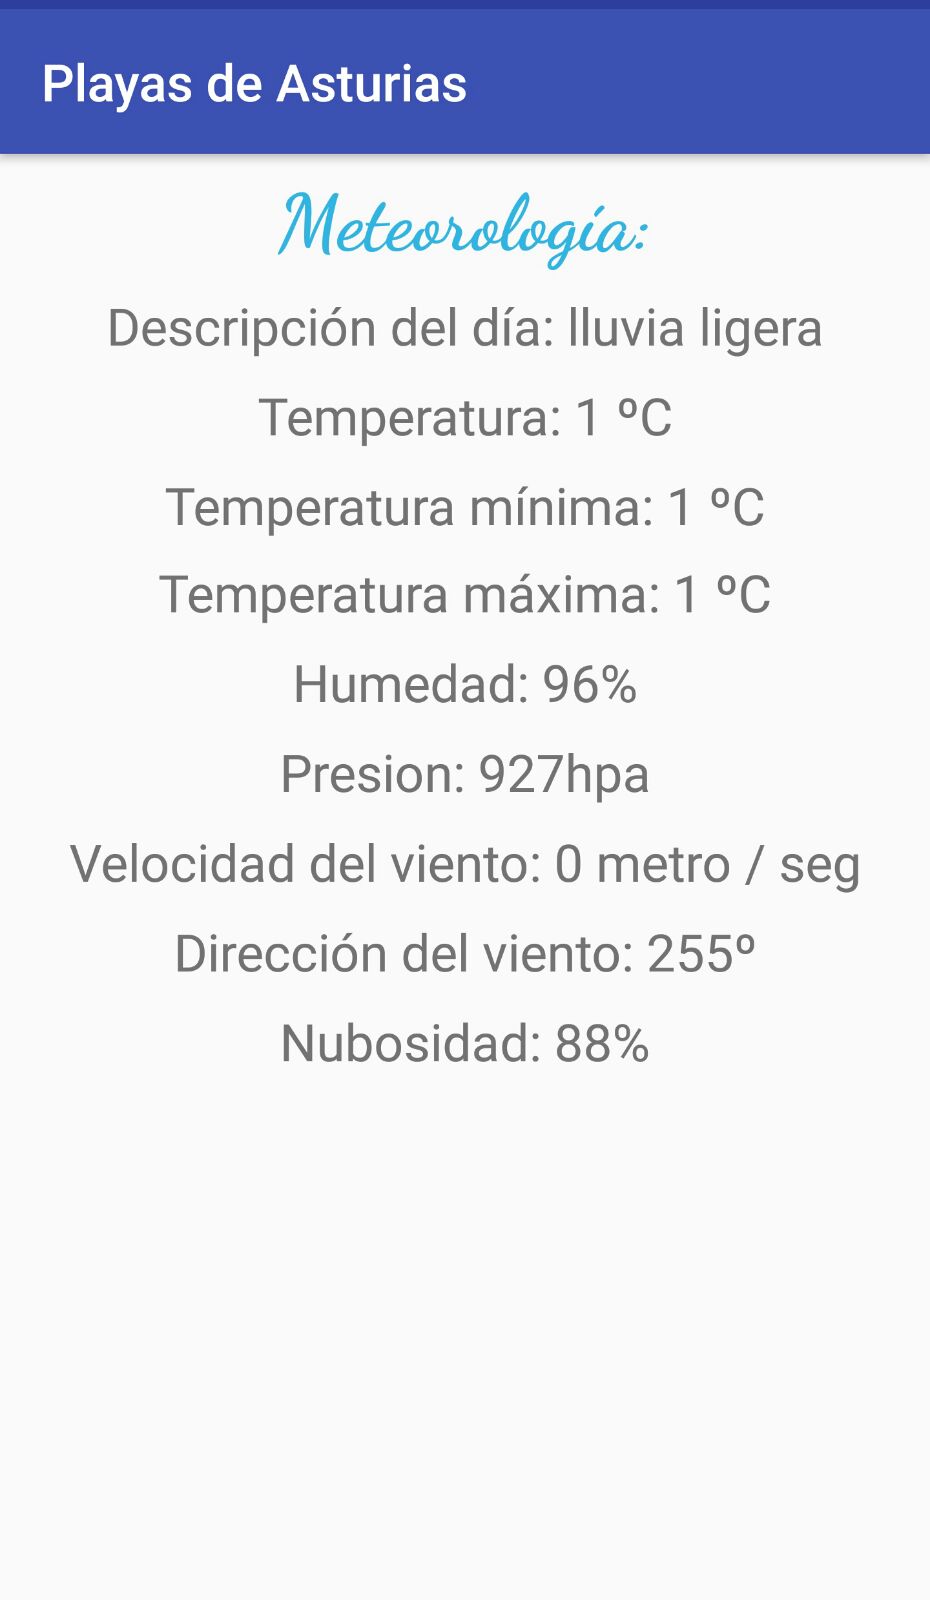 Playas de Asturias
Meteorología:
Descripción del día: lluvia ligera
Temperatura: 1 ºC
Temperatura mínima: 1 ºC
Temperatura máxima: 1 ºC
Humedad: 96%
Presion: 927hpa
Velocidad del viento: 0 metro / seg
Dirección del viento: 255º
Nubosidad: 88%